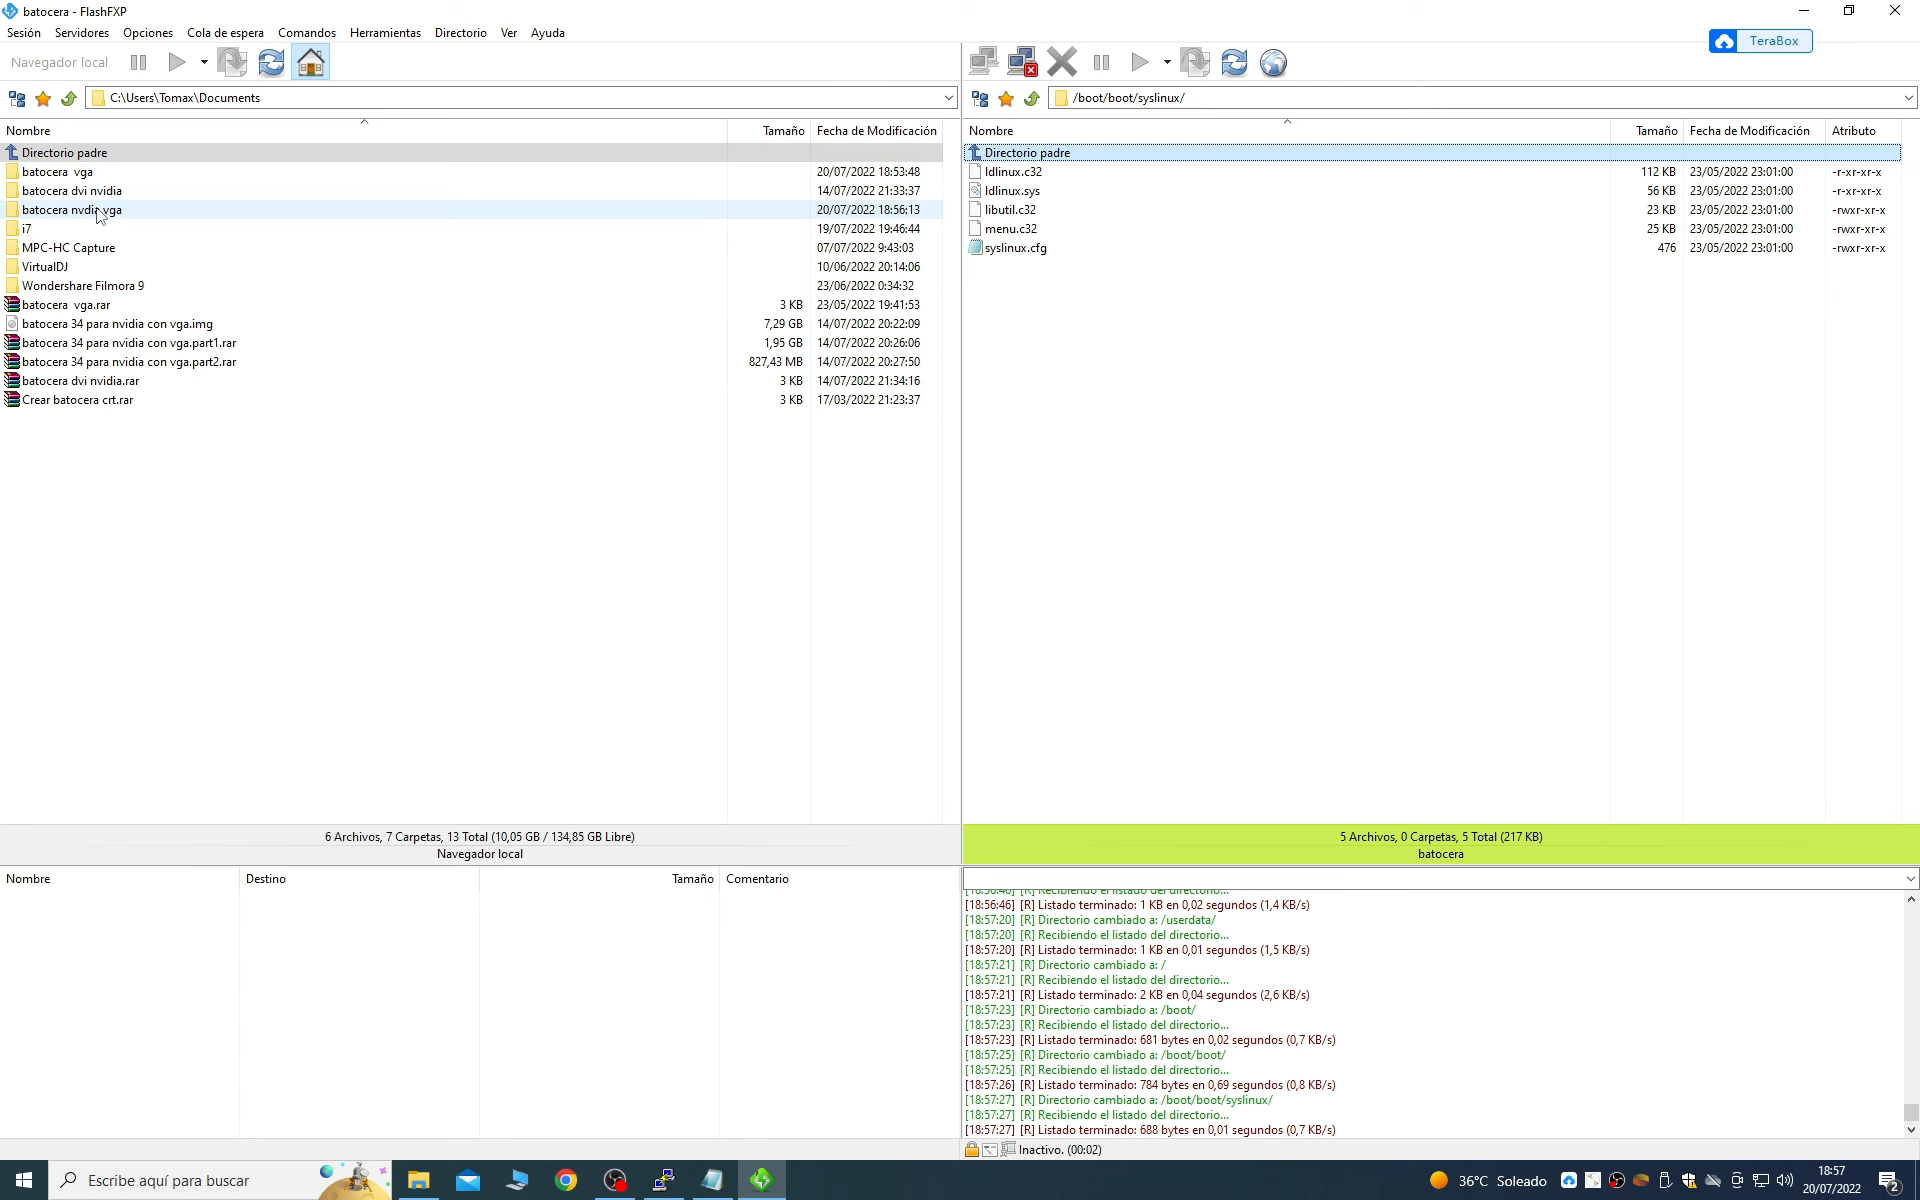 batocera - FlashFXP
Sesión Servidores Opciones Cola de espera Comandos Herramientas Directorio Ver Ayuda
TeraBox
Navegador local
C:\Users\Tomax\Documents
/boot/boot/syslinux/
Nombre Tamaño Fecha de Modificación
Directorio padre
batocera vga 20/07/2022 18:53:48
batocera dvi nvidia 14/07/2022 21:33:37
batocera nvdia vga 20/07/2022 18:56:13
i7 19/07/2022 19:46:44
MPC-HC Capture 07/07/2022 9:43:03
VirtualDJ 10/06/2022 20:14:06
Wondershare Filmora 9 23/06/2022 0:34:32
batocera vga.rar 3 KB 23/05/2022 19:41:53
batocera 34 para nvidia con vga.img 7,29 GB 14/07/2022 20:22:09
batocera 34 para nvidia con vga.part1.rar 1,95 GB 14/07/2022 20:26:06
batocera 34 para nvidia con vga.part2.rar 827,43 MB 14/07/2022 20:27:50
batocera dvi nvidia.rar 3 KB 14/07/2022 21:34:16
Crear batocera crt.rar 3 KB 17/03/2022 21:23:37
6 Archivos, 7 Carpetas, 13 Total (10,05 GB / 134,85 GB Libre)
Navegador local
Nombre Tamaño Fecha de Modificación Atributo
Directorio padre
ldlinux.c32 112 KB 23/05/2022 23:01:00 -r-xr-xr-x
ldlinux.sys 56 KB 23/05/2022 23:01:00 -r-xr-xr-x
libutil.c32 23 KB 23/05/2022 23:01:00 -rwxr-xr-x
menu.c32 25 KB 23/05/2022 23:01:00 -rwxr-xr-x
syslinux.cfg 476 23/05/2022 23:01:00 -rwxr-xr-x
5 Archivos, 0 Carpetas, 5 Total (217 KB)
batocera
Nombre Destino Tamaño Comentario
[18:56:46] [R] Recibiendo el listado del directorio...
[18:56:46] [R] Listado terminado: 1 KB en 0,02 segundos (1,4 KB/s)
[18:57:20] [R] Directorio cambiado a: /userdata/
[18:57:20] [R] Recibiendo el listado del directorio...
[18:57:20] [R] Listado terminado: 1 KB en 0,01 segundos (1,5 KB/s)
[18:57:21] [R] Directorio cambiado a: /
[18:57:21] [R] Recibiendo el listado del directorio...
[18:57:21] [R] Listado terminado: 2 KB en 0,04 segundos (2,6 KB/s)
[18:57:23] [R] Directorio cambiado a: /boot/
[18:57:23] [R] Recibiendo el listado del directorio...
[18:57:23] [R] Listado terminado: 681 bytes en 0,02 segundos (0,7 KB/s)
[18:57:25] [R] Directorio cambiado a: /boot/boot/
[18:57:25] [R] Recibiendo el listado del directorio...
[18:57:26] [R] Listado terminado: 784 bytes en 0,69 segundos (0,8 KB/s)
[18:57:27] [R] Directorio cambiado a: /boot/boot/syslinux/
[18:57:27] [R] Recibiendo el listado del directorio...
[18:57:27] [R] Listado terminado: 688 bytes en 0,01 segundos (0,7 KB/s)
Inactivo. (00:02)
Escribe aquí para buscar
36°C Soleado
18:57
20/07/2022
2